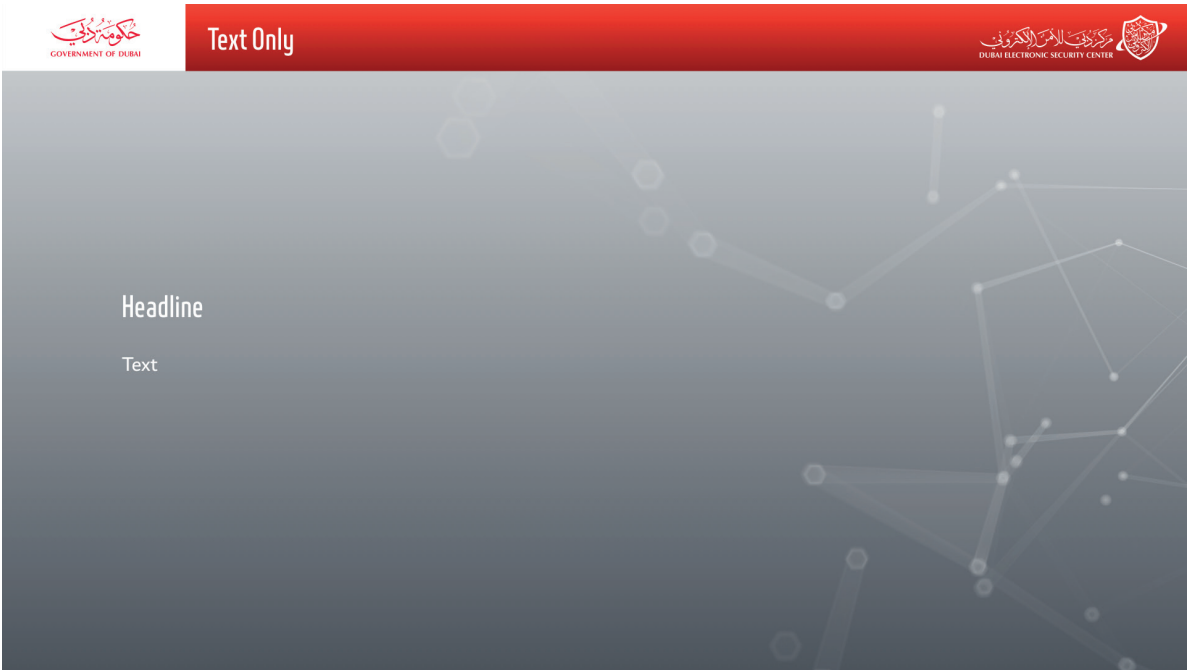 حكومة دبي
GOVERNMENT OF DUBAI
Text Only
مركز دبي للأمن الإلكتروني
DUBAI ELECTRONIC SECURITY CENTER
Headline
Text